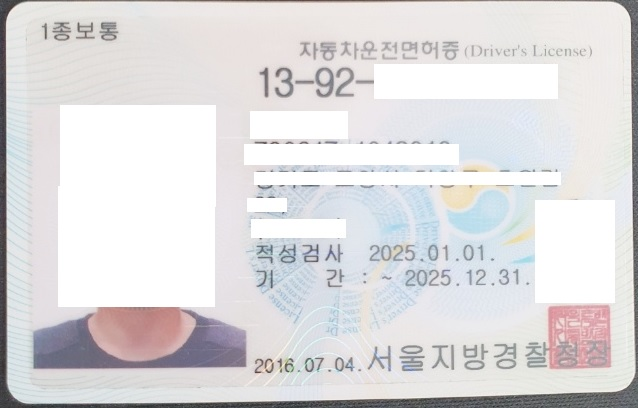 1종보통
자동차운전면허증 (Driver's License)
13-92-
적성검사 2025.01.01.
기 간 : ~ 2025.12.31.
2016.07.04. 서울지방경찰청장